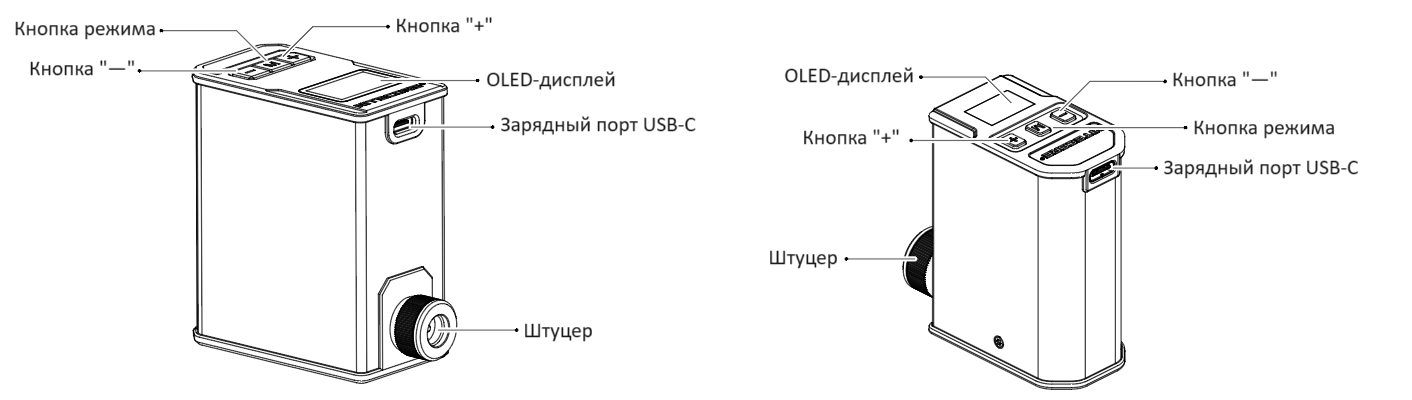 Кнопка режима
Кнопка "+"
Кнопка "—"
OLED-дисплей
Зарядный порт USB-C
Штуцер
OLED-дисплей
Кнопка "—"
Кнопка "+"
Кнопка режима
Зарядный порт USB-C
Штуцер